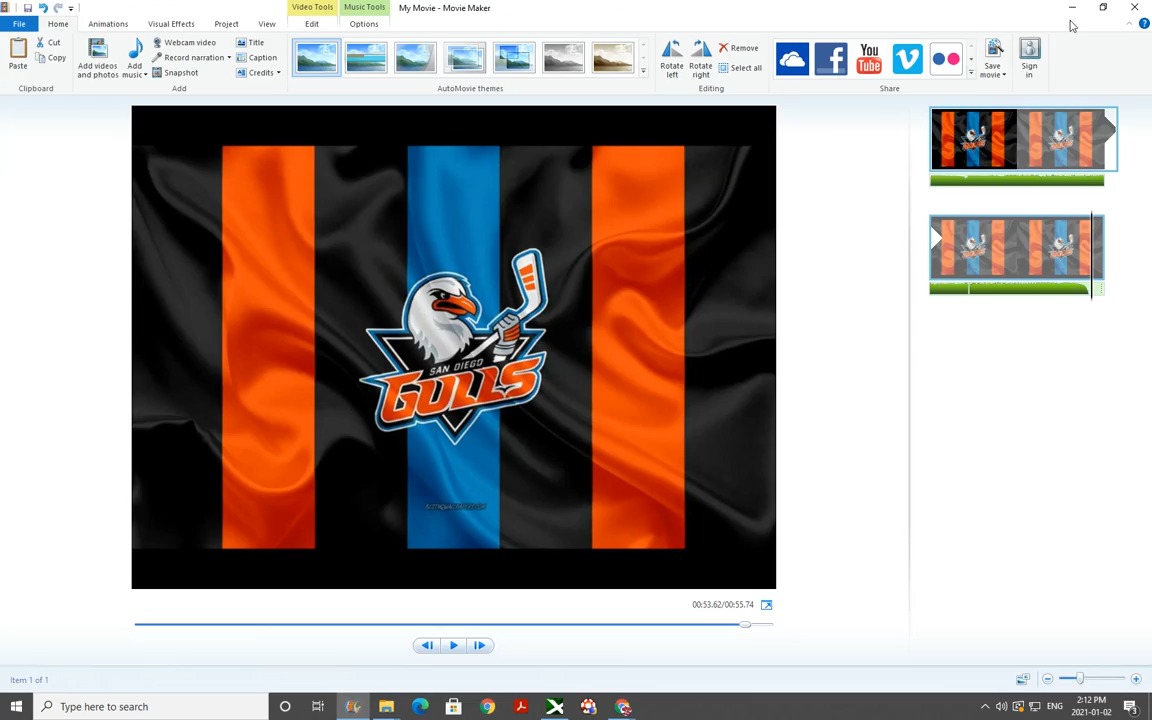 Video Tools
Music Tools
My Movie - Movie Maker
File
Home
Animations
Visual Effects
Project
View
Edit
Options
Paste
Cut
Copy
Clipboard
Add videos
and photos
Add
music
Webcam video
Record narration
Snapshot
Title
Caption
Credits
Add
AutoMovie themes
Rotate
left
Rotate
right
Remove
Select all
Editing
You
Tube
Share
Save
movie
Sign
in
SAN DIEGO
GULLS
00:53.62/00:55.74
Item 1 of 1
Type here to search
ENG
2:12 PM
2021-01-02
3